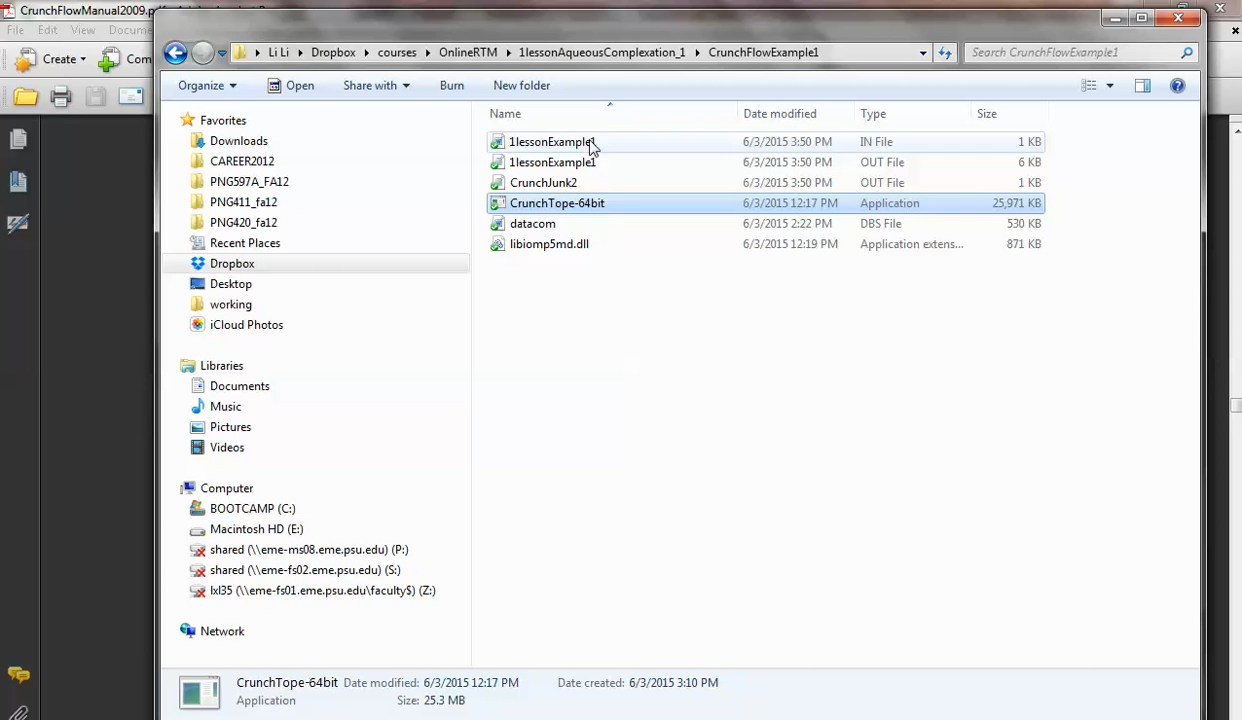 CrunchFlowManual2009.p
File Edit View Docume
Create Com
Li Li Dropbox courses OnlineRTM 1lessonAqueousComplexation_1 CrunchFlowExample1 Search CrunchFlowExample1
Organize Open Share with Burn New folder
Name Date modified Type Size
1lessonExample1 6/3/2015 3:50 PM IN File 1 KB
1lessonExample1 6/3/2015 3:50 PM OUT File 6 KB
CrunchJunk2 6/3/2015 3:50 PM OUT File 1 KB
CrunchTope-64bit 6/3/2015 12:17 PM Application 25,971 KB
datacom 6/3/2015 2:22 PM DBS File 530 KB
libiomp5md.dll 6/3/2015 12:19 PM Application extens... 871 KB
Favorites
Downloads
CAREER2012
PNG597A_FA12
PNG411_fa12
PNG420_fa12
Recent Places
Dropbox
Desktop
working
iCloud Photos
Libraries
Documents
Music
Pictures
Videos
Computer
BOOTCAMP (C:)
Macintosh HD (E:)
shared (\\eme-ms08.eme.psu.edu) (P:)
shared (\\eme-fs02.eme.psu.edu) (S:)
lxl35 (\\eme-fs01.eme.psu.edu\faculty$) (Z:)
Network
CrunchTope-64bit Date modified: 6/3/2015 12:17 PM Date created: 6/3/2015 3:10 PM
Application Size: 25.3 MB